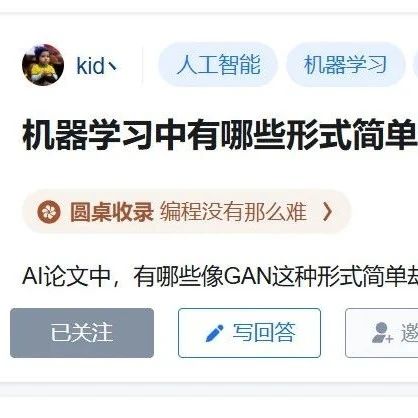 kid丶 人工智能 机器学习
机器学习中有哪些形式简单
圆桌收录 编程没有那么难
AI论文中，有哪些像GAN这种形式简单却
已关注 写回答 邀